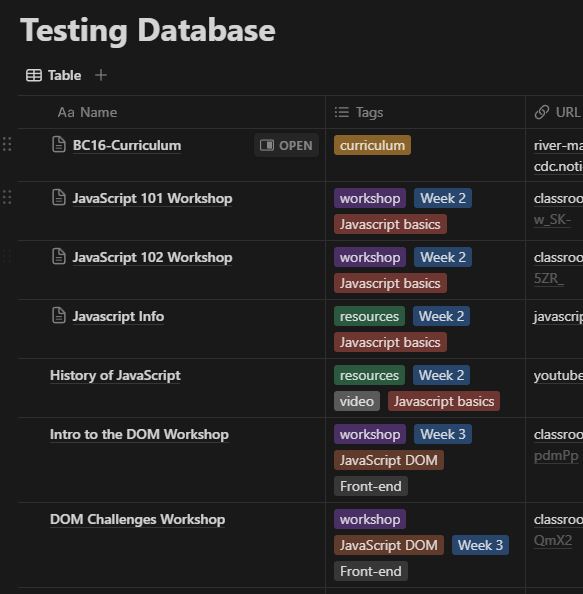 Testing Database
Table
Aa Name Tags URL
BC16-Curriculum OPEN curriculum river-ma
cdc.noti
JavaScript 101 Workshop workshop Week 2 classroo
Javascript basics w_SK-
JavaScript 102 Workshop workshop Week 2 classroo
Javascript basics 5ZR_
Javascript Info resources Week 2 javascrip
Javascript basics
History of JavaScript resources Week 2 youtube
video Javascript basics
Intro to the DOM Workshop workshop Week 3 classroo
JavaScript DOM pdmPp
Front-end
DOM Challenges Workshop workshop classroo
JavaScript DOM Week 3 QmX2
Front-end